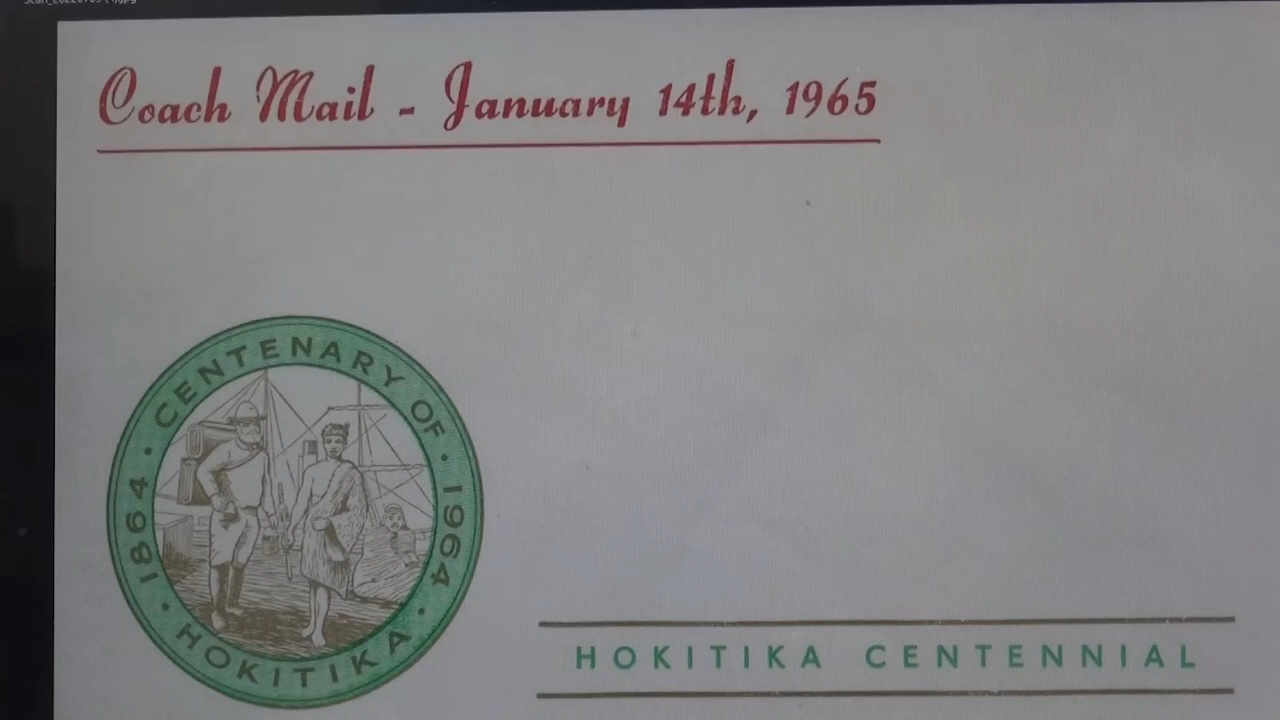 Coach Mail - January 14th, 1965
CENTENARY OF
1864 · HOKITIKA · 1964
HOKITIKA CENTENNIAL